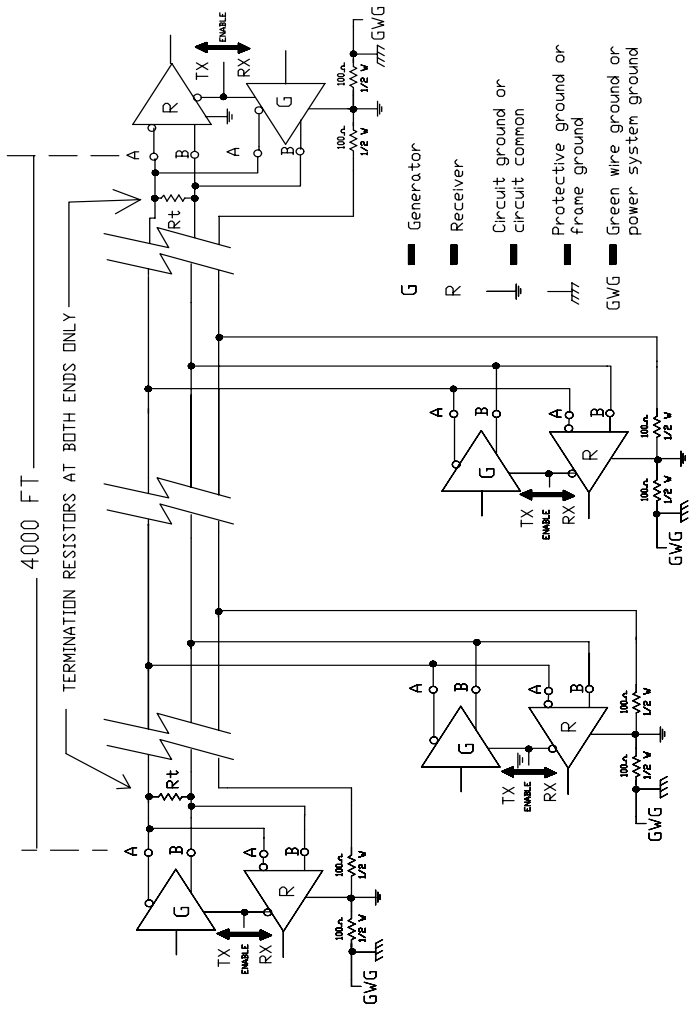 4000 FT
TERMINATION RESISTORS AT BOTH ENDS ONLY
A
B
Rt
G
TX
ENABLE
RX
A
B
R
100Ω
1/2 W
100Ω
1/2 W
GWG
A
B
G
TX
ENABLE
RX
A
B
R
100Ω
1/2 W
100Ω
1/2 W
GWG
A
B
G
TX
ENABLE
RX
A
B
R
100Ω
1/2 W
100Ω
1/2 W
GWG
Rt
A
B
R
TX
ENABLE
RX
A
B
G
100Ω
1/2 W
100Ω
1/2 W
GWG
G Generator
R Receiver
Circuit ground or
circuit common
Protective ground or
frame ground
GWG Green wire ground or
power system ground